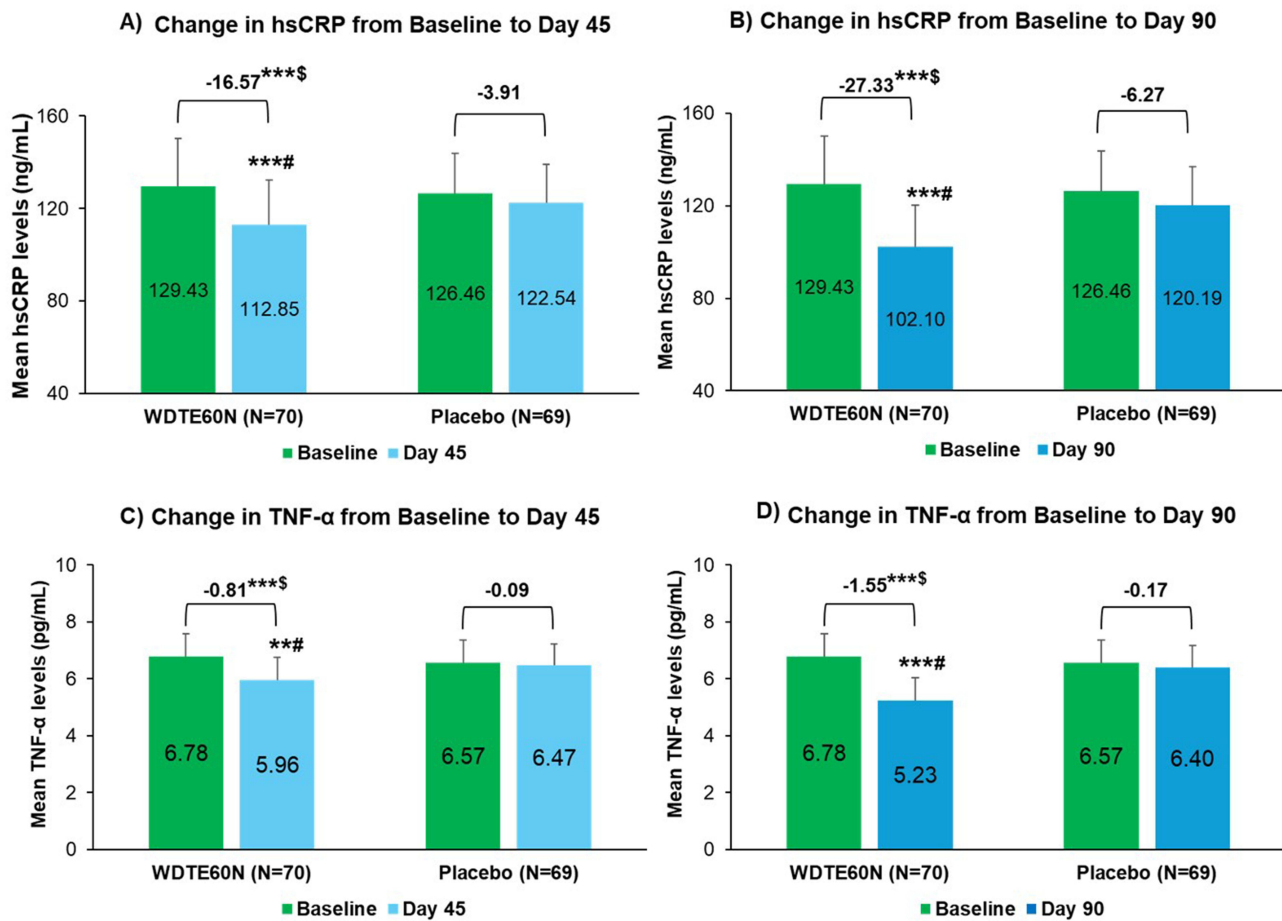 A) Change in hsCRP from Baseline to Day 45
-16.57***$
-3.91
Mean hsCRP levels (ng/mL)
160
120
80
40
***#
129.43
112.85
126.46
122.54
WDTE60N (N=70)
Placebo (N=69)
Baseline
Day 45
B) Change in hsCRP from Baseline to Day 90
-27.33***$
-6.27
Mean hsCRP levels (ng/mL)
160
120
80
40
***#
129.43
102.10
126.46
120.19
WDTE60N (N=70)
Placebo (N=69)
Baseline
Day 90
C) Change in TNF-α from Baseline to Day 45
-0.81***$
-0.09
Mean TNF-α levels (pg/mL)
10
8
6
4
2
0
**#
6.78
5.96
6.57
6.47
WDTE60N (N=70)
Placebo (N=69)
Baseline
Day 45
D) Change in TNF-α from Baseline to Day 90
-1.55***$
-0.17
Mean TNF-α levels (pg/mL)
10
8
6
4
2
0
***#
6.78
5.23
6.57
6.40
WDTE60N (N=70)
Placebo (N=69)
Baseline
Day 90